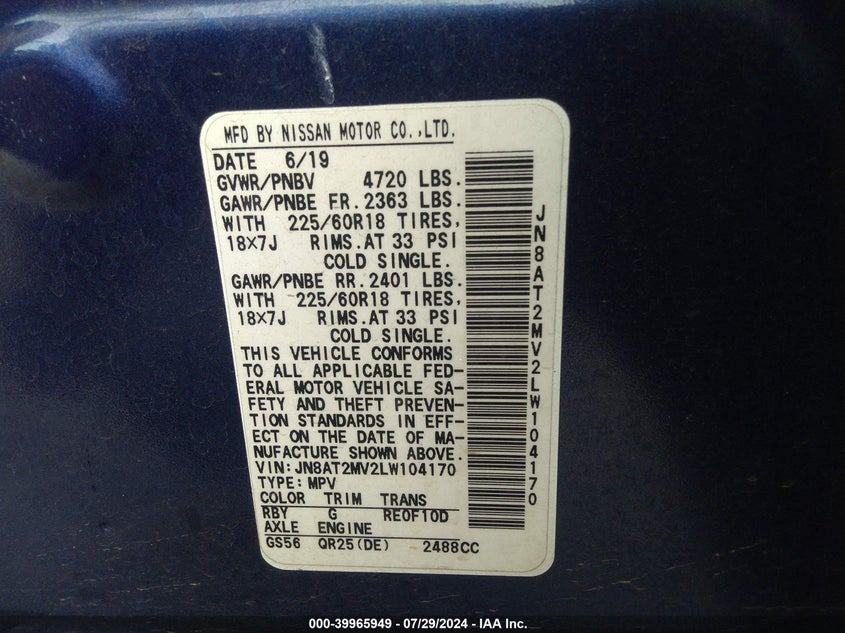 MFD BY NISSAN MOTOR CO.,LTD.
DATE 6/19
GVWR/PNBV 4720 LBS.
GAWR/PNBE FR. 2363 LBS.
WITH 225/60R18 TIRES,
18X7J RIMS.AT 33 PSI
COLD SINGLE.
GAWR/PNBE RR. 2401 LBS.
WITH 225/60R18 TIRES,
18X7J RIMS.AT 33 PSI
COLD SINGLE.
THIS VEHICLE CONFORMS
TO ALL APPLICABLE FED-
ERAL MOTOR VEHICLE SA-
FETY AND THEFT PREVEN-
TION STANDARDS IN EFF-
ECT ON THE DATE OF MA-
NUFACTURE SHOWN ABOVE.
VIN:JN8AT2MV2LW104170
TYPE:MPV
COLOR TRIM TRANS
RBY G RE0F10D
AXLE ENGINE
GS56 QR25(DE) 2488CC
JN8AT2MV2LW104170
000-39965949 - 07/29/2024 - IAA Inc.